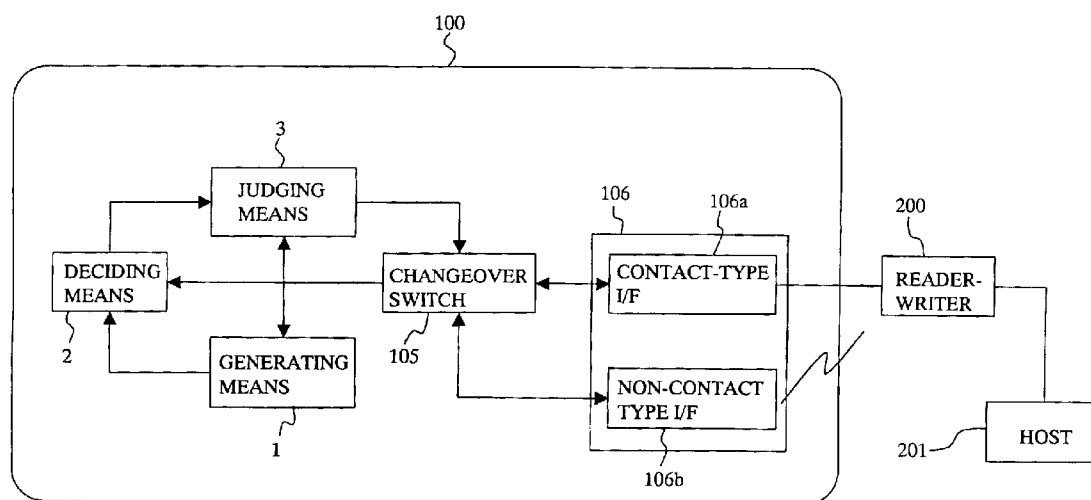 100
3
JUDGING
MEANS
106
106a
200
DECIDING
MEANS
CHANGEOVER
SWITCH
CONTACT-TYPE
I/F
READER-
WRITER
2
105
GENERATING
MEANS
NON-CONTACT
TYPE I/F
1
106b
201
HOST